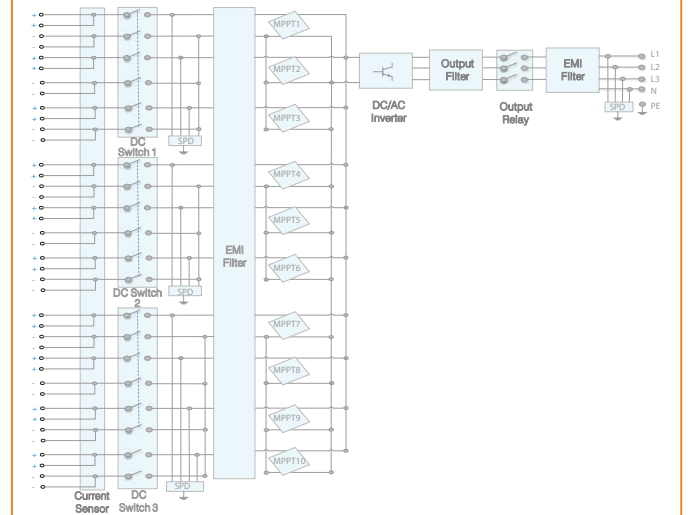 +
+
-
-
+
+
-
-
+
+
-
-
DC
Switch 1
SPD
+
+
-
-
+
+
-
-
+
+
-
-
DC Switch
2
SPD
+
+
-
-
+
+
-
-
+
+
-
-
+
+
-
-
Current
Sensor
DC
Switch 3
SPD
EMI
Filter
MPPT1
MPPT2
MPPT3
MPPT4
MPPT5
MPPT6
MPPT7
MPPT8
MPPT9
MPPT10
DC/AC
Inverter
Output
Filter
Output
Relay
EMI
Filter
L1
L2
L3
N
SPD
PE